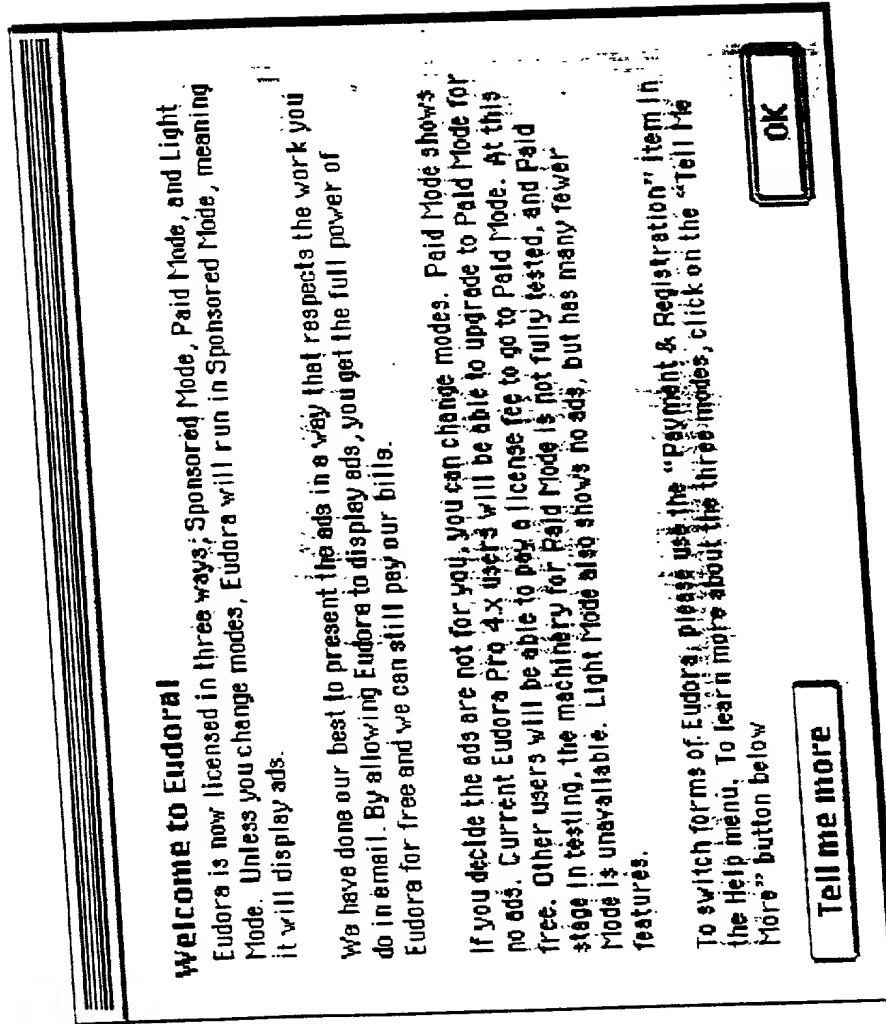 Welcome to Eudora!
Eudora is now licensed in three ways; Sponsored Mode, Paid Mode, and Light
Mode. Unless you change modes, Eudora will run in Sponsored Mode, meaning
it will display ads.
We have done our best to present the ads in a way that respects the work you
do in email. By allowing Eudora to display ads, you get the full power of
Eudora for free and we can still pay our bills.
If you decide the ads are not for you, you can change modes. Paid Mode shows
no ads. Current Eudora Pro 4.x users will be able to upgrade to Paid Mode for
free. Other users will be able to pay a license fee to go to Paid Mode. At this
stage in testing, the machinery for Paid Mode is not fully tested, and Paid
Mode is unavailable. Light Mode also shows no ads, but has many fewer
features.
To switch forms of Eudora, please use the "Payment & Registration" item in
the Help menu. To learn more about the three modes, click on the "Tell Me
More" button below
Tell me more
OK